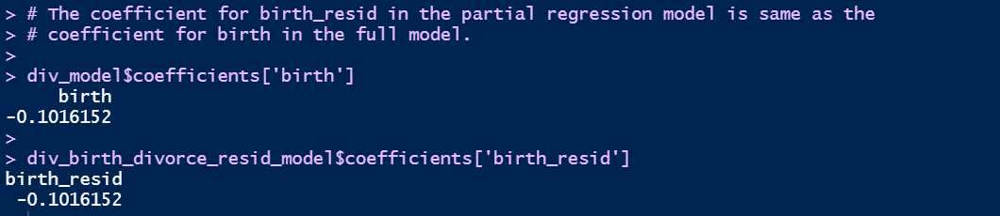 > # The coefficient for birth_resid in the partial regression model is same as the
> # coefficient for birth in the full model.
>
> div_model$coefficients['birth']
     birth
-0.1016152
>
> div_birth_divorce_resid_model$coefficients['birth_resid']
birth_resid
 -0.1016152